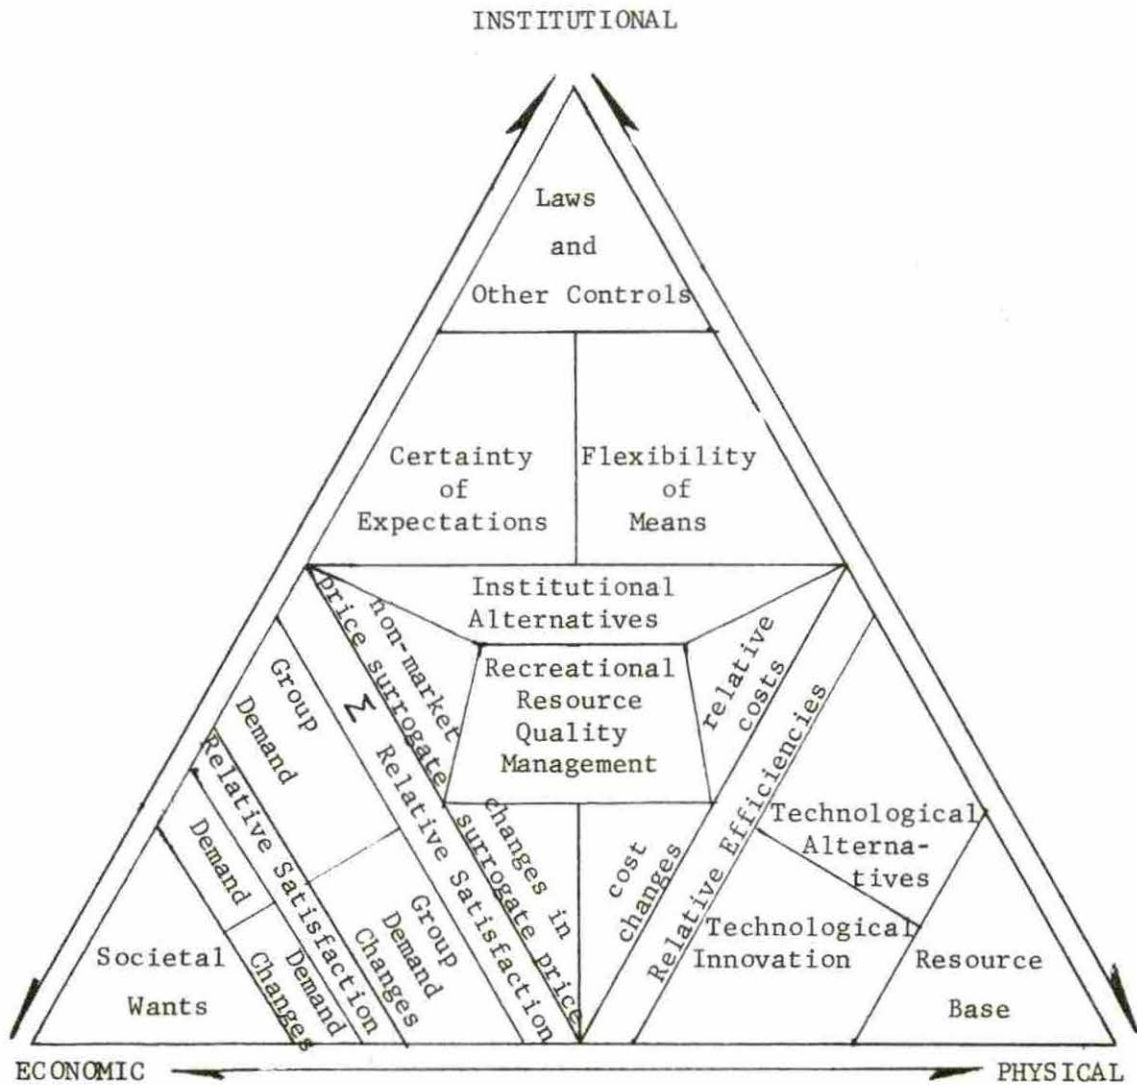 INSTITUTIONAL
Laws
and
Other Controls
Certainty
of
Expectations
Flexibility
of
Means
Institutional
Alternatives
non-market
price surrogate
Recreational
Resource
Quality
Management
relative
costs
Group
Demand
Σ Relative Satisfaction
Relative Satisfaction
Demand
Societal
Wants
Demand
Changes
Group
Demand
Changes
changes in
surrogate price
cost
changes
Relative Efficiencies
Technological
Alterna-
tives
Technological
Innovation
Resource
Base
ECONOMIC
PHYSICAL